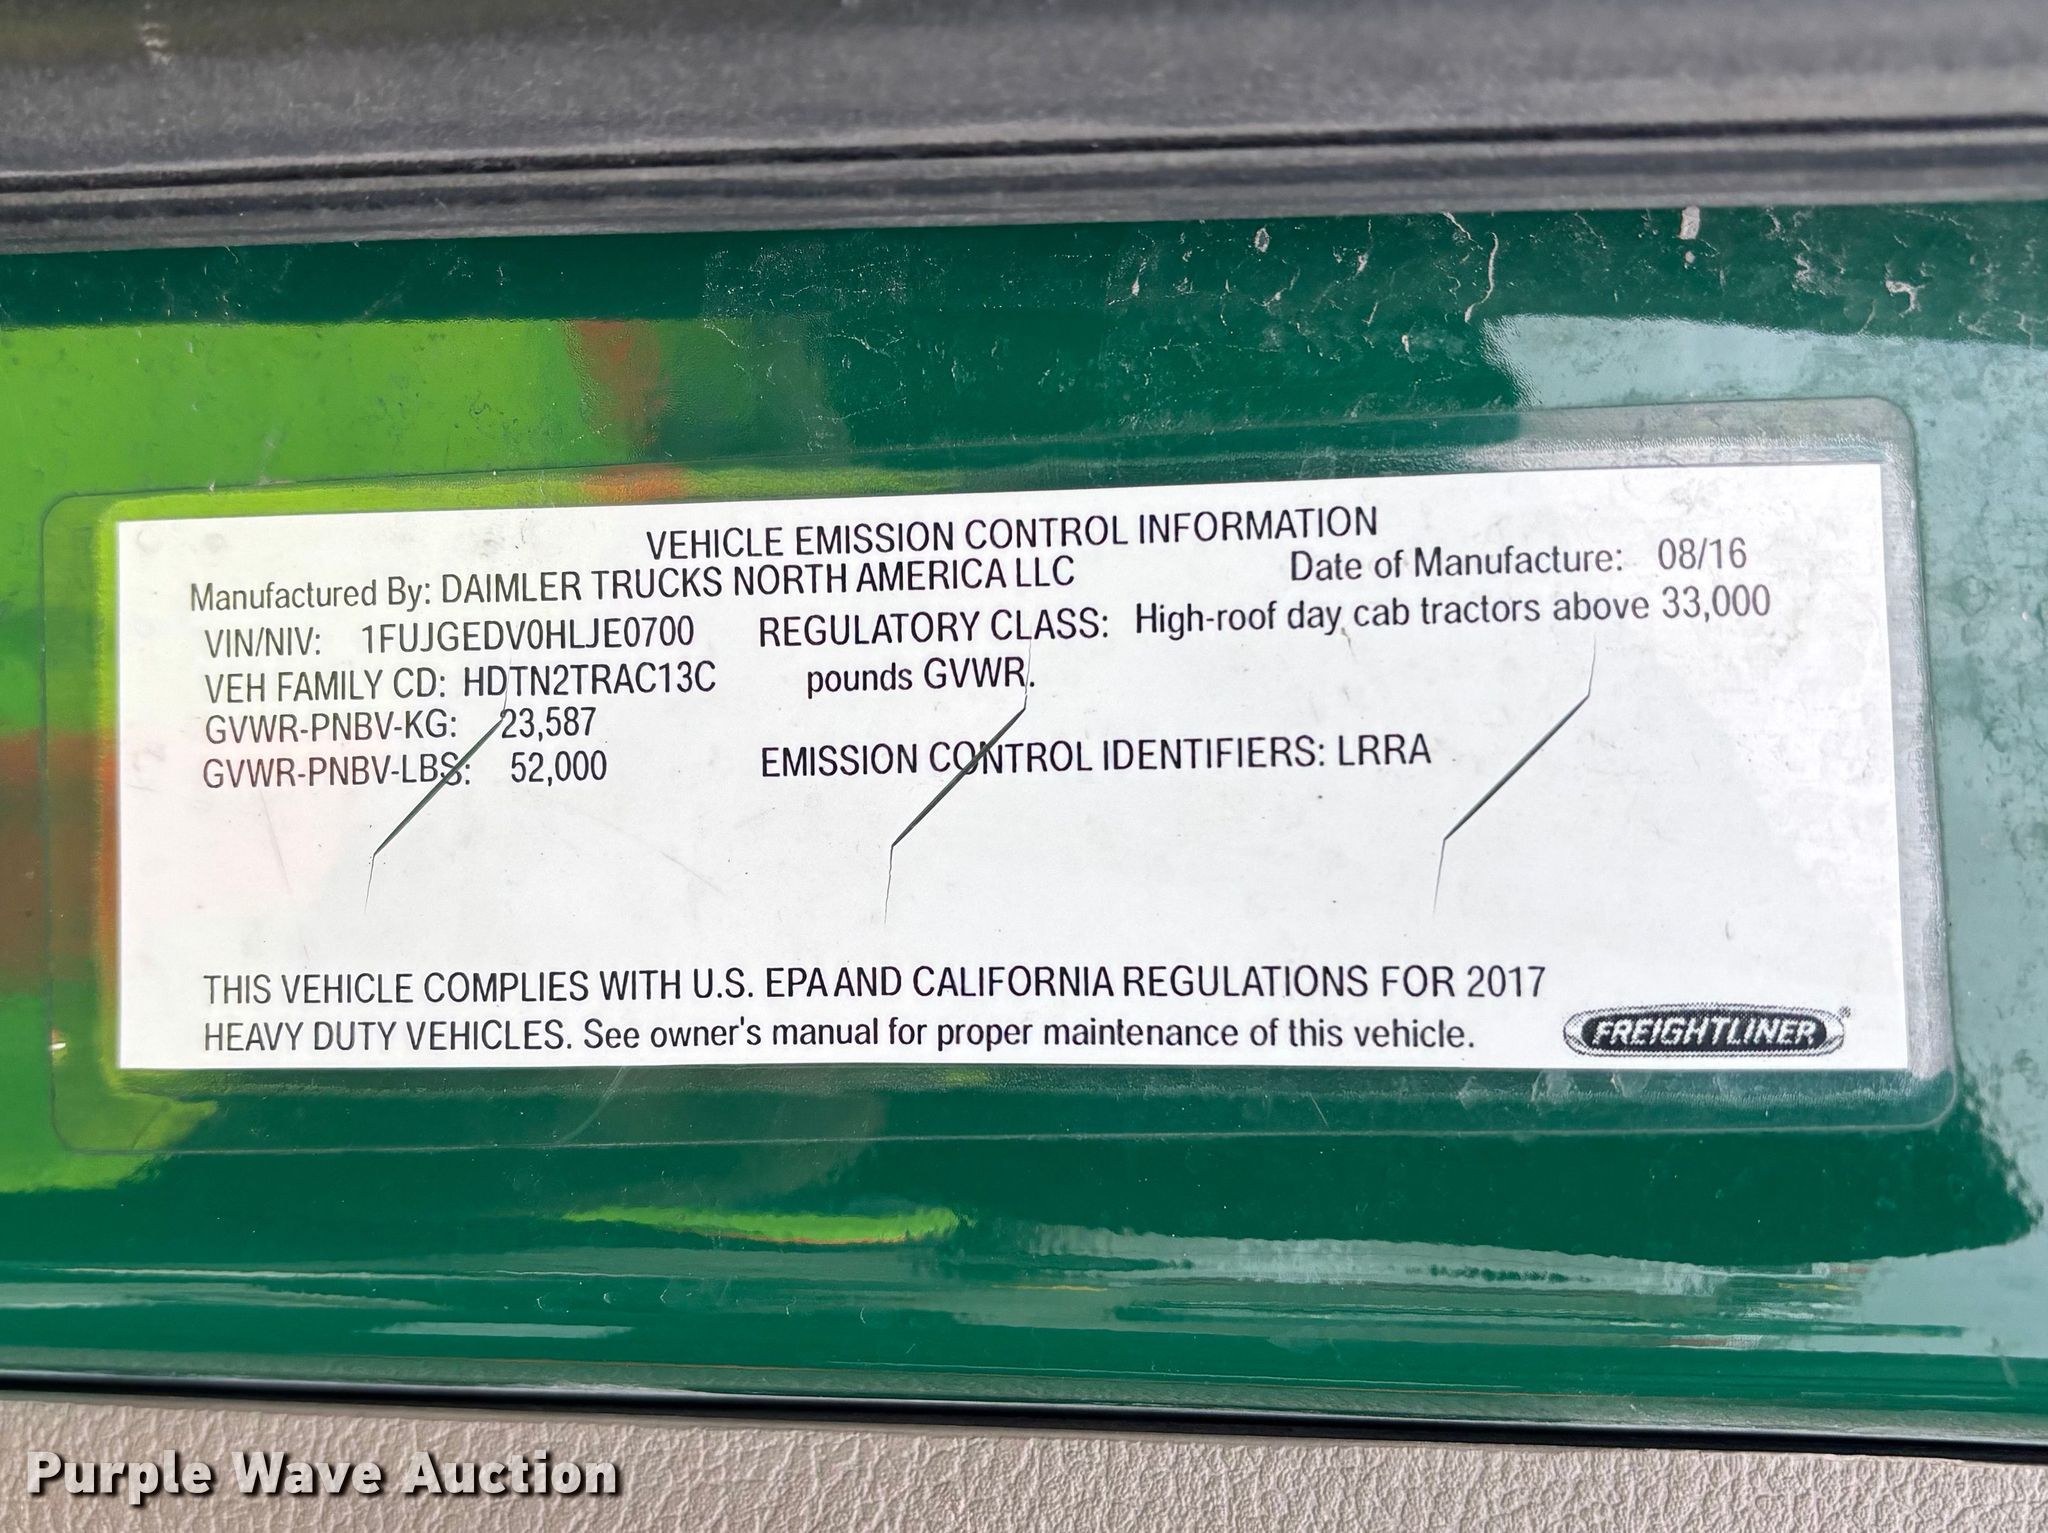 VEHICLE EMISSION CONTROL INFORMATION
Manufactured By: DAIMLER TRUCKS NORTH AMERICA LLC Date of Manufacture: 08/16
VIN/NIV: 1FUJGEDV0HLJE0700 REGULATORY CLASS: High-roof day cab tractors above 33,000
VEH FAMILY CD: HDTN2TRAC13C pounds GVWR.
GVWR-PNBV-KG: 23,587
GVWR-PNBV-LBS: 52,000 EMISSION CONTROL IDENTIFIERS: LRRA
THIS VEHICLE COMPLIES WITH U.S. EPA AND CALIFORNIA REGULATIONS FOR 2017
HEAVY DUTY VEHICLES. See owner's manual for proper maintenance of this vehicle.
FREIGHTLINER®
Purple Wave Auction